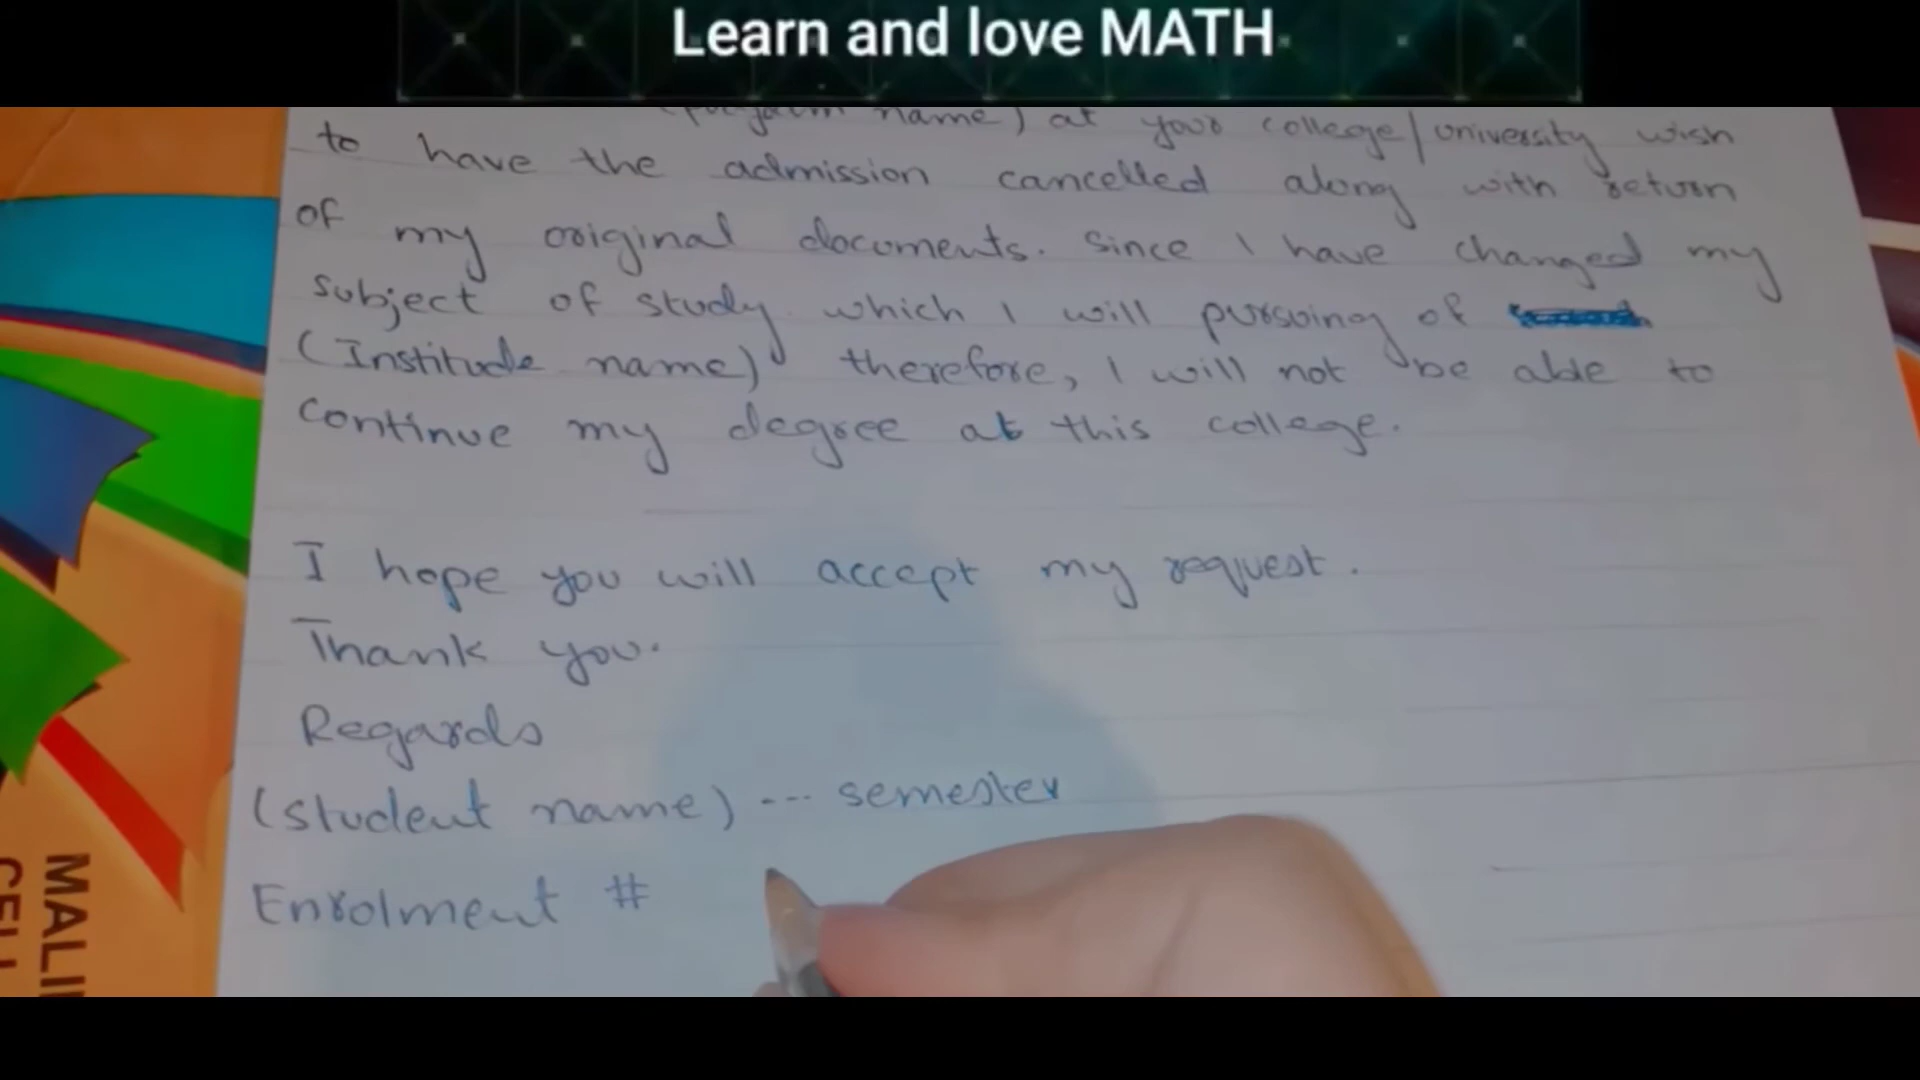 Learn and love MATH
name) at your college/university wish
to have the admission cancelled along with return
of my original documents. Since I have changed my
subject of study which I will pursuing of
(Institude name) therefore, I will not be able to
continue my degree at this college.
I hope you will accept my request.
Thank you.
Regards
(student name) --- semester
Enrolment #
MALI